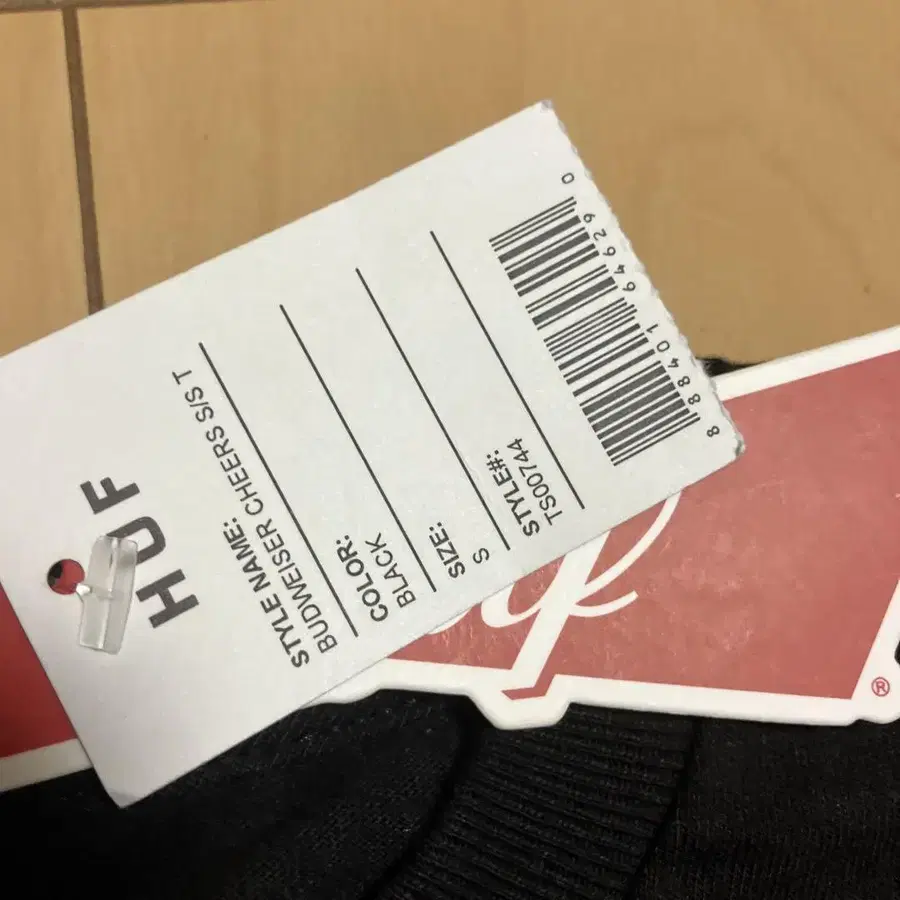 HUF
STYLE NAME:
BUDWEISER CHEERS S/S T
COLOR:
BLACK
SIZE:
S
STYLE#:
TS00744
8 88401 64629 0
®